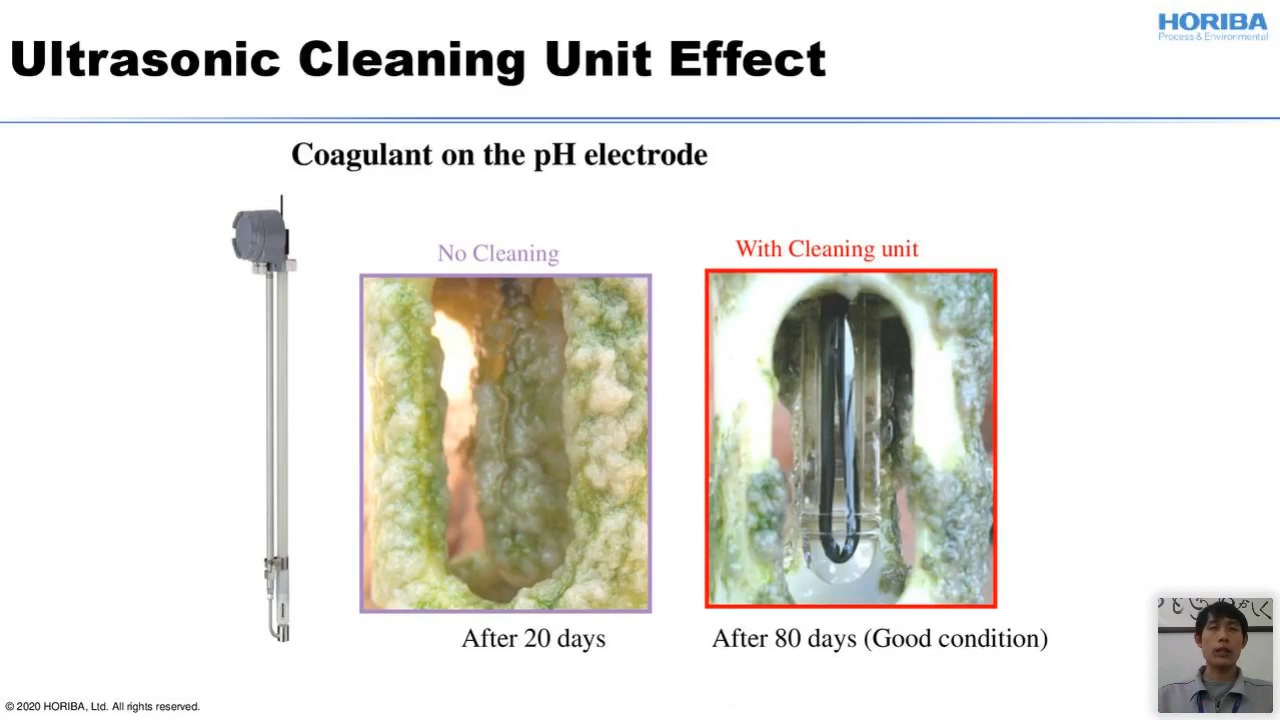 HORIBA
Process & Environmental
Ultrasonic Cleaning Unit Effect
Coagulant on the pH electrode
No Cleaning
With Cleaning unit
After 20 days
After 80 days (Good condition)
© 2020 HORIBA, Ltd. All rights reserved.